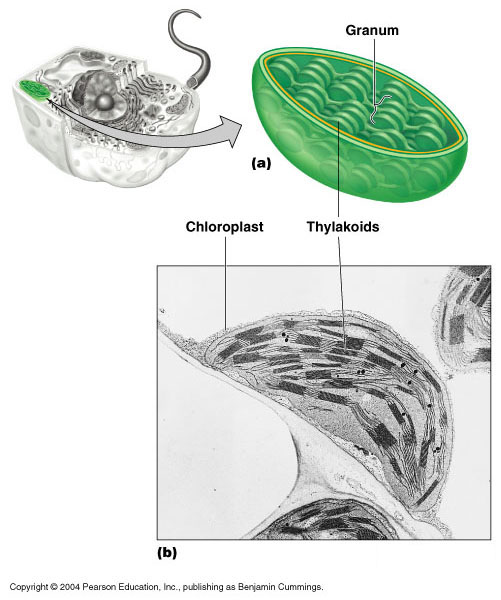 Granum
(a)
Chloroplast Thylakoids
(b)
Copyright © 2004 Pearson Education, Inc., publishing as Benjamin Cummings.